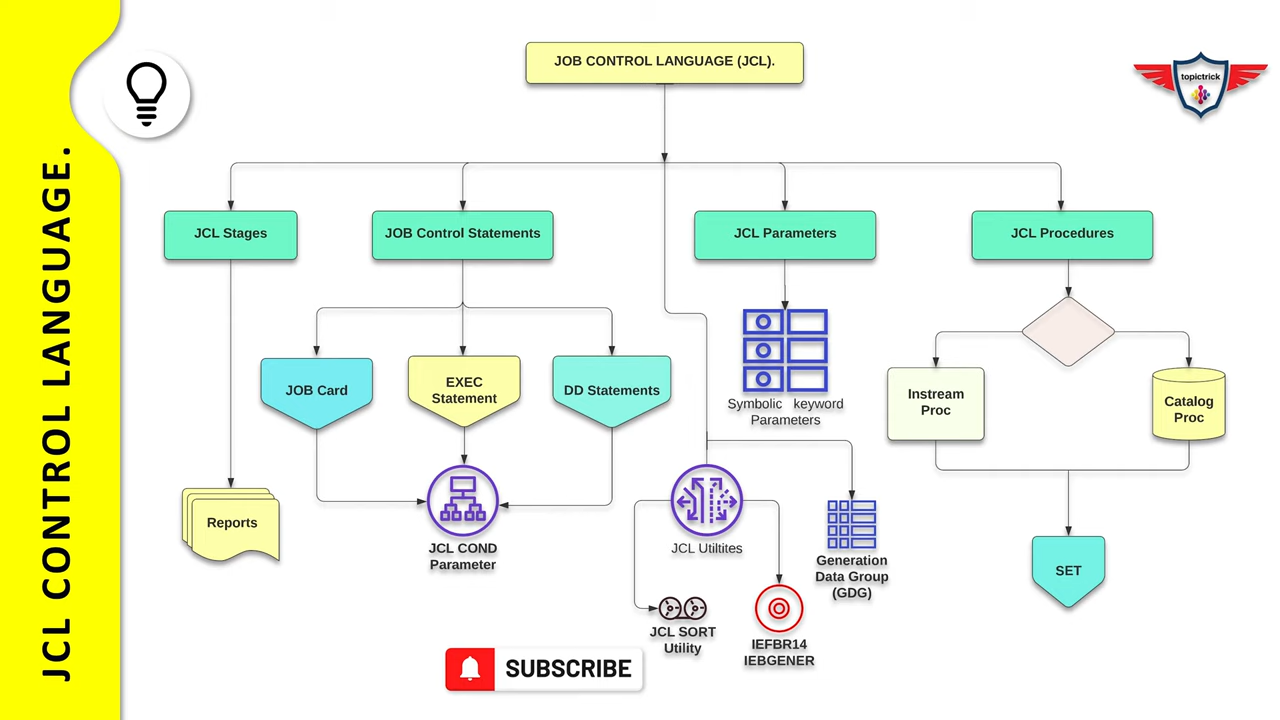 JCL CONTROL LANGUAGE.
JOB CONTROL LANGUAGE (JCL).
topictrick
JCL Stages
JOB Control Statements
JCL Parameters
JCL Procedures
JOB Card
EXEC
Statement
DD Statements
Symbolic keyword
Parameters
Instream
Proc
Catalog
Proc
Reports
JCL COND
Parameter
JCL Utiltites
Generation
Data Group
(GDG)
SET
JCL SORT
Utility
IEFBR14
IEBGENER
SUBSCRIBE